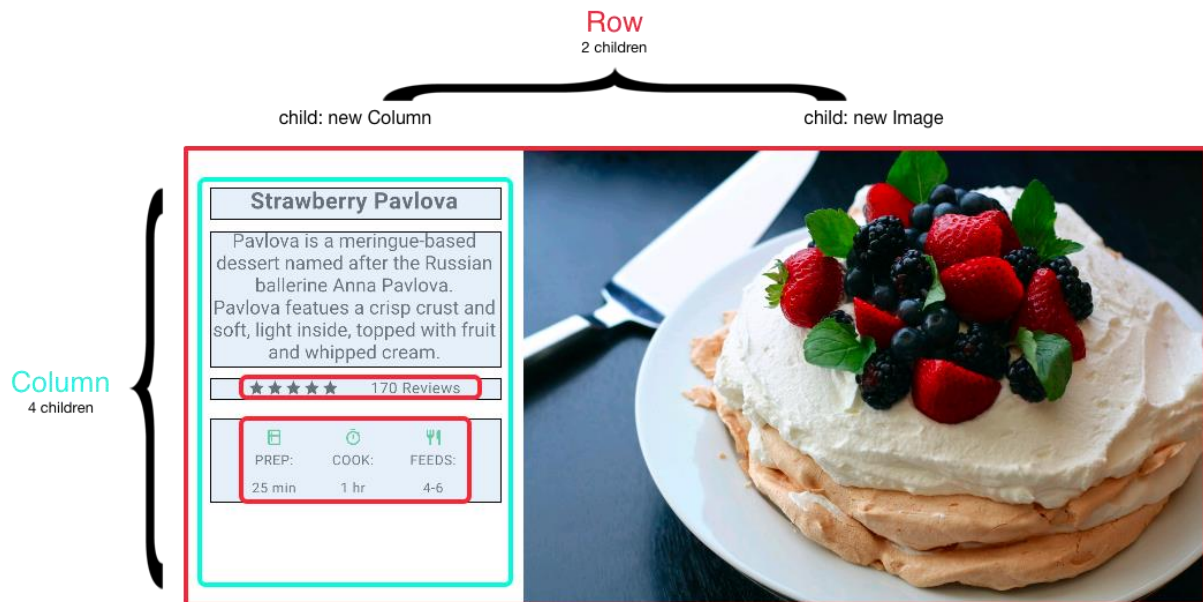 Row
2 children
child: new Column
child: new Image
Column
4 children
Strawberry Pavlova
Pavlova is a meringue-based
dessert named after the Russian
ballerine Anna Pavlova.
Pavlova featues a crisp crust and
soft, light inside, topped with fruit
and whipped cream.
170 Reviews
PREP: COOK: FEEDS:
25 min 1 hr 4-6